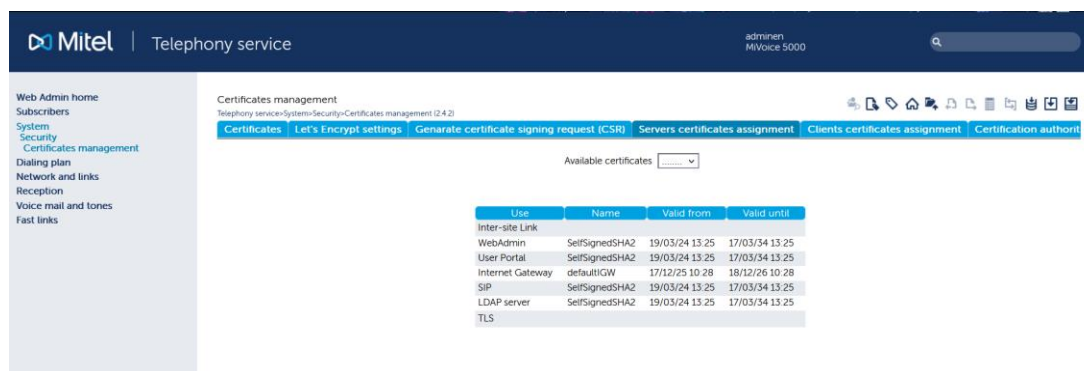 Mitel | Telephony service
adminen
MiVoice 5000
Web Admin home
Subscribers
System
Security
Certificates management
Dialing plan
Network and links
Reception
Voice mail and tones
Fast links
Certificates management
Telephony service>System>Security>Certificates management (2.4.2)
Certificates Let's Encrypt settings Genarate certificate signing request (CSR) Servers certificates assignment Clients certificates assignment Certification authorit
Available certificates ........
Use Name Valid from Valid until
Inter-site Link
WebAdmin SelfSignedSHA2 19/03/24 13:25 17/03/34 13:25
User Portal SelfSignedSHA2 19/03/24 13:25 17/03/34 13:25
Internet Gateway defaultIGW 17/12/25 10:28 18/12/26 10:28
SIP SelfSignedSHA2 19/03/24 13:25 17/03/34 13:25
LDAP server SelfSignedSHA2 19/03/24 13:25 17/03/34 13:25
TLS